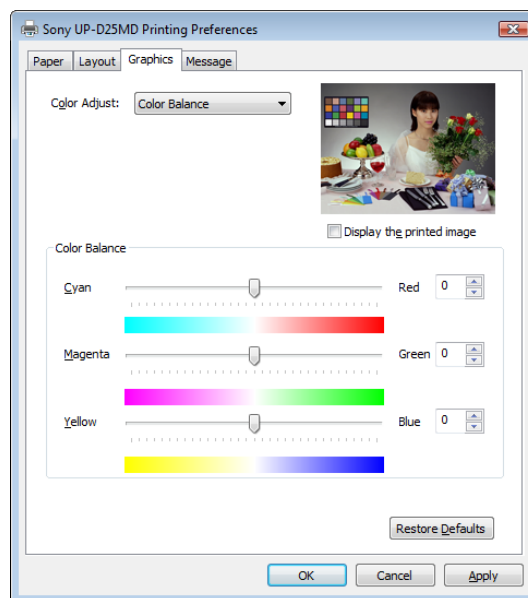 Sony UP-D25MD Printing Preferences
Paper Layout Graphics Message
Color Adjust: Color Balance
Display the printed image
Color Balance
Cyan Red 0
Magenta Green 0
Yellow Blue 0
Restore Defaults
OK Cancel Apply